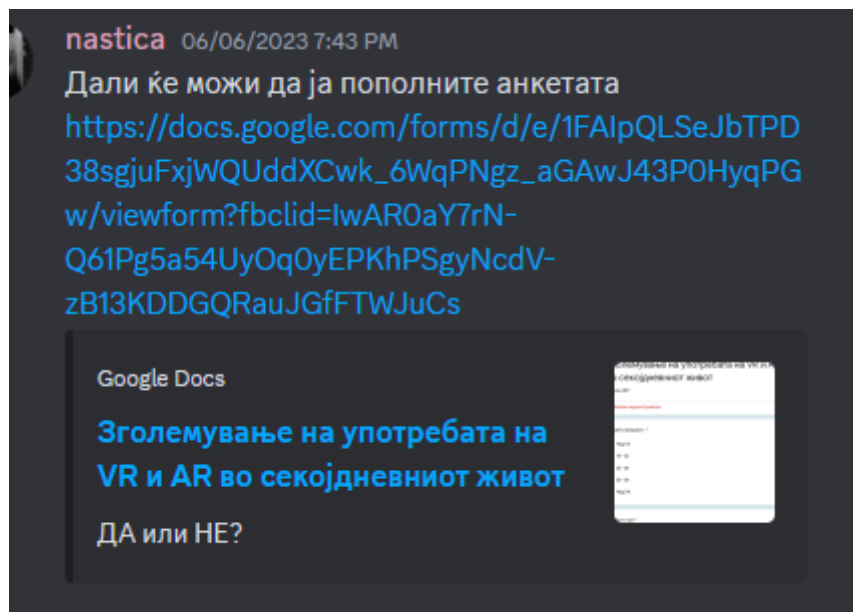 nastica 06/06/2023 7:43 PM
Дали ќе можи да ја пополните анкетата
https://docs.google.com/forms/d/e/1FAIpQLSeJbTPD
38sgjuFxjWQUddXCwk_6WqPNgz_aGAwJ43P0HyqPG
w/viewform?fbclid=IwAR0aY7rN-
Q61Pg5a54UyOq0yEPKhPSgyNcdV-
zB13KDDGQRauJGfFTWJuCs
Google Docs
Зголемување на употребата на
VR и AR во секојдневниот живот
ДА или НЕ?